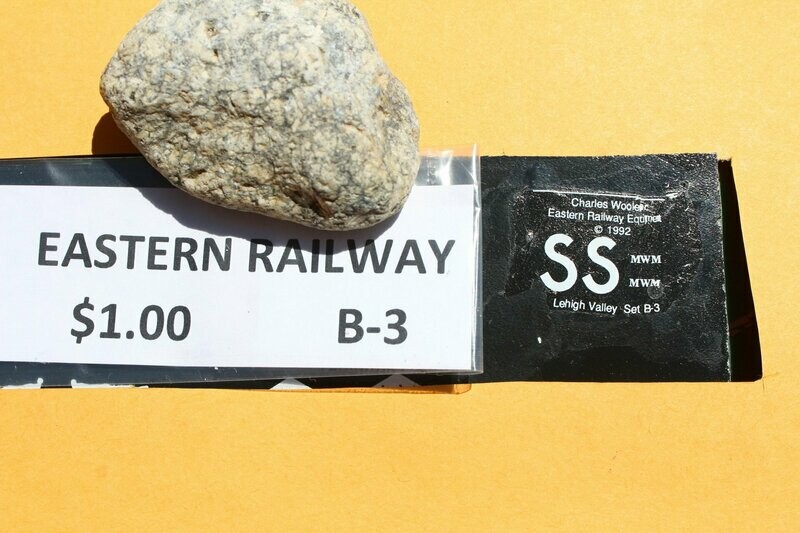 EASTERN RAILWAY
$1.00 B-3
Charles
Eastern Railway
© 1992
SS MWM
MWM
Lehigh Valley Set B-3